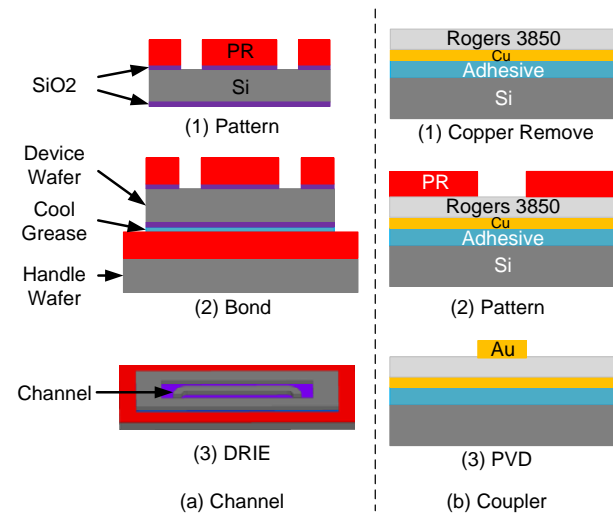 PR
SiO2
Si
(1) Pattern
Device
Wafer
Cool
Grease
Handle
Wafer
(2) Bond
Channel
(3) DRIE
(a) Channel
Rogers 3850
Cu
Adhesive
Si
(1) Copper Remove
PR
Rogers 3850
Cu
Adhesive
Si
(2) Pattern
Au
(3) PVD
(b) Coupler